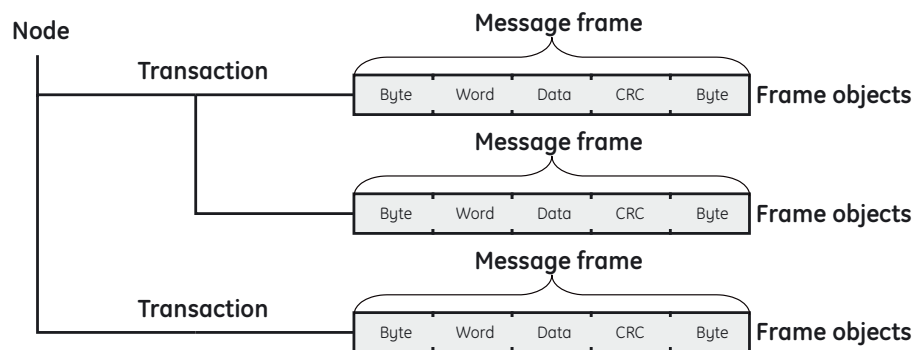 Message frame
Node
Transaction
Byte Word Data CRC Byte Frame objects
Message frame
Byte Word Data CRC Byte Frame objects
Message frame
Transaction
Byte Word Data CRC Byte Frame objects